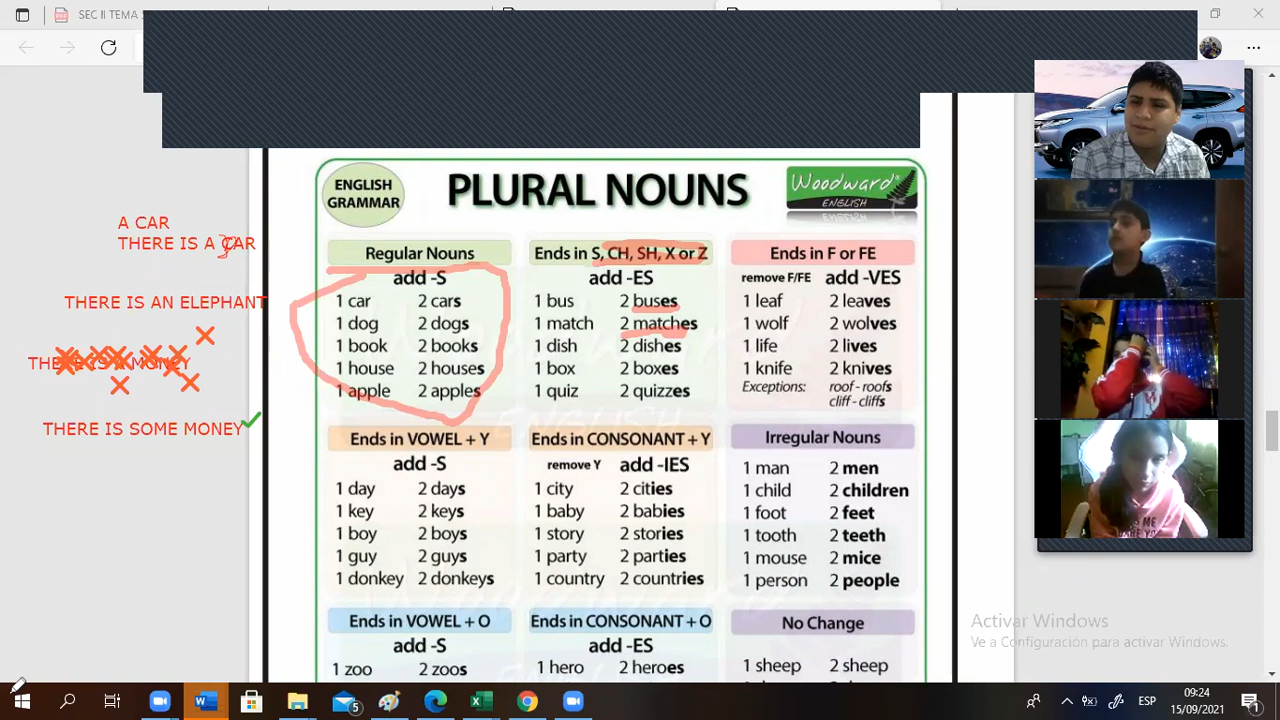 SEC II TEMA
A CAR
THERE IS A CAR
THERE IS AN ELEPHANT
THERE IS A MONEY
THERE IS SOME MONEY
ENGLISH
GRAMMAR
PLURAL NOUNS
Woodward®
ENGLISH
Regular Nouns
add -S
1 car 2 cars
1 dog 2 dogs
1 book 2 books
1 house 2 houses
1 apple 2 apples
Ends in S, CH, SH, X or Z
add -ES
1 bus 2 buses
1 match 2 matches
1 dish 2 dishes
1 box 2 boxes
1 quiz 2 quizzes
Ends in F or FE
remove F/FE add -VES
1 leaf 2 leaves
1 wolf 2 wolves
1 life 2 lives
1 knife 2 knives
Exceptions: roof - roofs
cliff - cliffs
Ends in VOWEL + Y
add -S
1 day 2 days
1 key 2 keys
1 boy 2 boys
1 guy 2 guys
1 donkey 2 donkeys
Ends in CONSONANT + Y
remove Y add -IES
1 city 2 cities
1 baby 2 babies
1 story 2 stories
1 party 2 parties
1 country 2 countries
Irregular Nouns
1 man 2 men
1 child 2 children
1 foot 2 feet
1 tooth 2 teeth
1 mouse 2 mice
1 person 2 people
Ends in VOWEL + O
add -S
1 zoo 2 zoos
Ends in CONSONANT + O
add -ES
1 hero 2 heroes
No Change
1 sheep 2 sheep
Activar Windows
Ve a Configuración para activar Windows.
5
ESP
09:24
15/09/2021
1